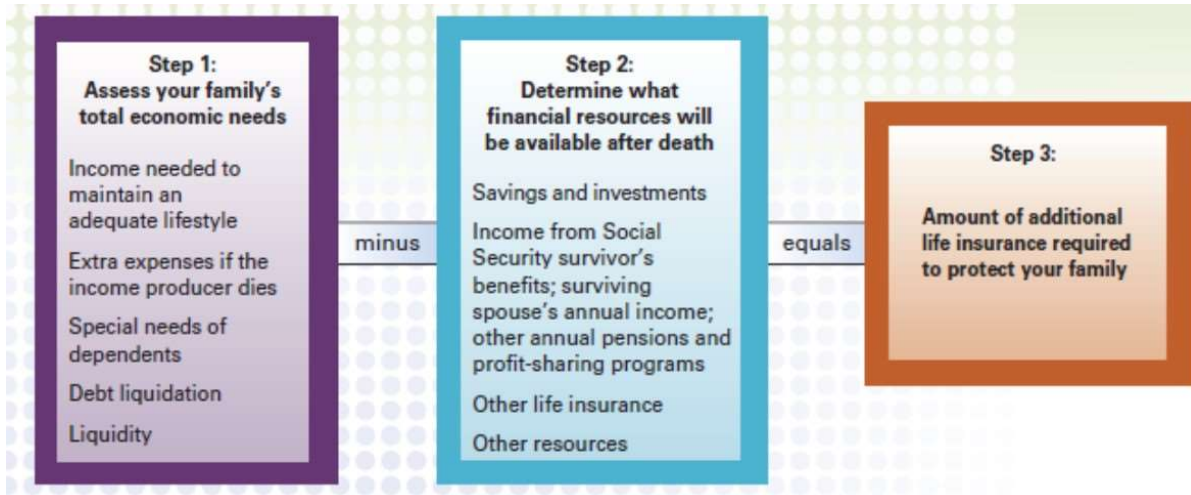 Step 1:
Assess your family's
total economic needs
Income needed to
maintain an
adequate lifestyle
Extra expenses if the
income producer dies
Special needs of
dependents
Debt liquidation
Liquidity
minus
Step 2:
Determine what
financial resources will
be available after death
Savings and investments
Income from Social
Security survivor's
benefits; surviving
spouse's annual income;
other annual pensions and
profit-sharing programs
Other life insurance
Other resources
equals
Step 3:
Amount of additional
life insurance required
to protect your family